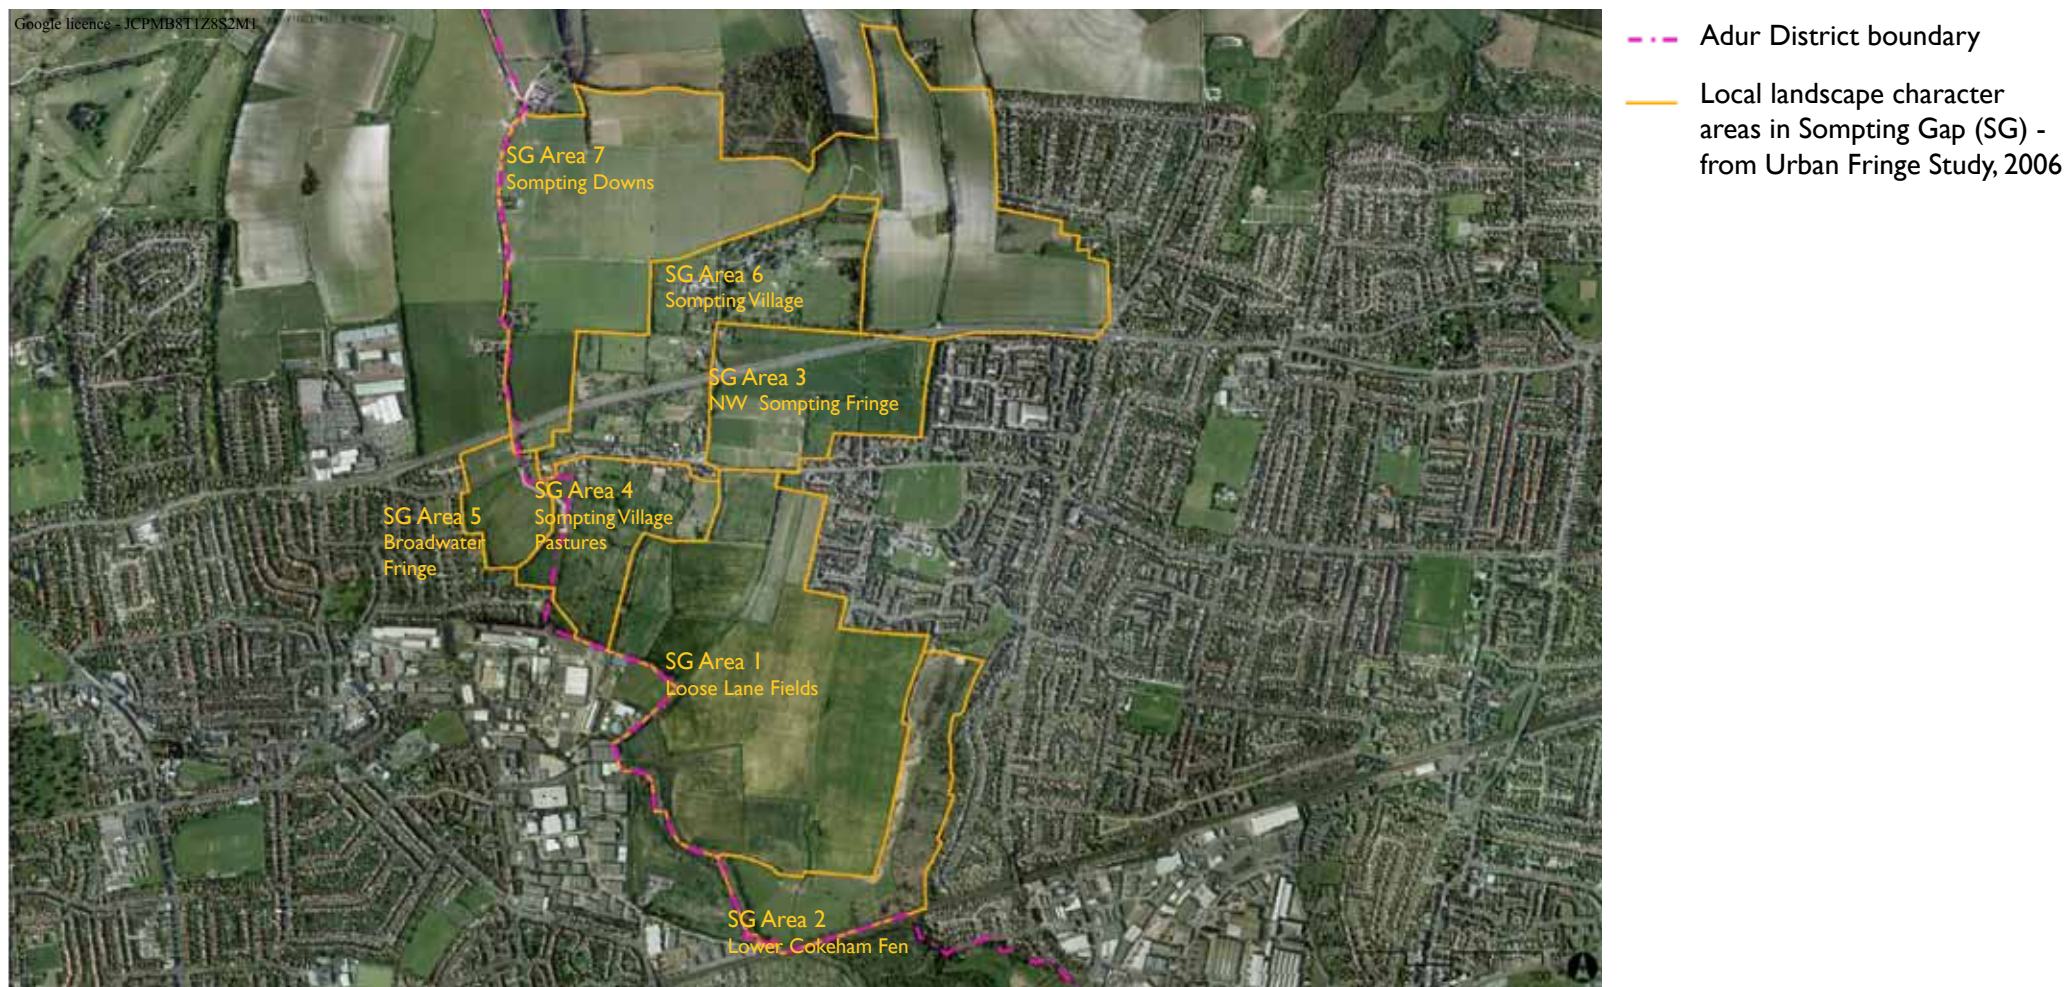 Google licence - JCPMB8T1Z8S2M1
Adur District boundary
Local landscape character
areas in Sompting Gap (SG) -
from Urban Fringe Study, 2006
SG Area 7
Sompting Downs
SG Area 6
Sompting Village
SG Area 3
NW Sompting Fringe
SG Area 4
Sompting Village
Pastures
SG Area 5
Broadwater
Fringe
SG Area 1
Loose Lane Fields
SG Area 2
Lower Cokeham Fen